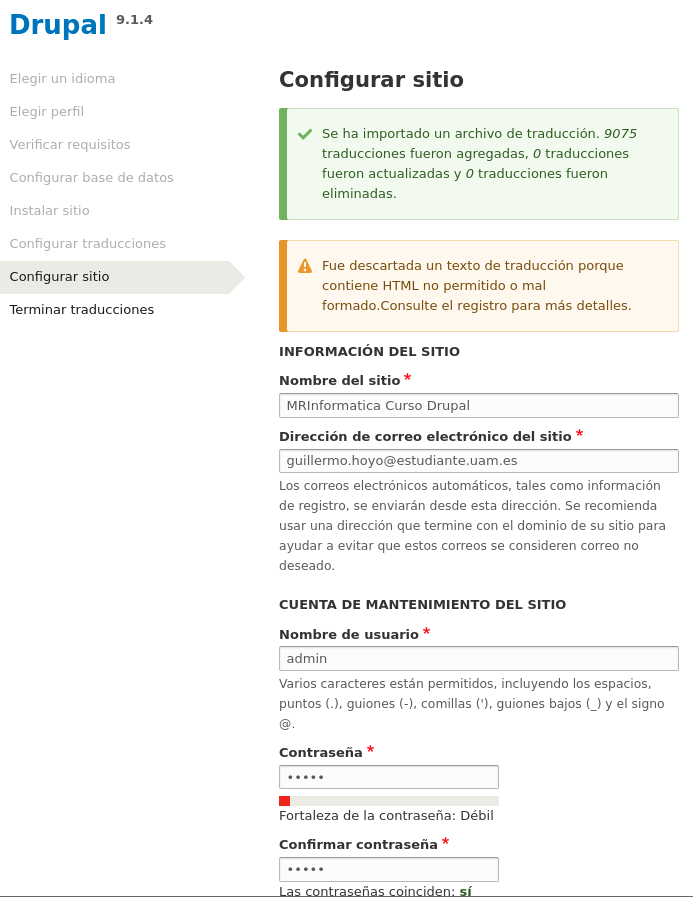 Drupal 9.1.4
Elegir un idioma
Elegir perfil
Verificar requisitos
Configurar base de datos
Instalar sitio
Configurar traducciones
Configurar sitio
Terminar traducciones
Configurar sitio
Se ha importado un archivo de traducción. 9075
traducciones fueron agregadas, 0 traducciones
fueron actualizadas y 0 traducciones fueron
eliminadas.
Fue descartada un texto de traducción porque
contiene HTML no permitido o mal
formado.Consulte el registro para más detalles.
INFORMACIÓN DEL SITIO
Nombre del sitio *
MRInformatica Curso Drupal
Dirección de correo electrónico del sitio *
guillermo.hoyo@estudiante.uam.es
Los correos electrónicos automáticos, tales como información
de registro, se enviarán desde esta dirección. Se recomienda
usar una dirección que termine con el dominio de su sitio para
ayudar a evitar que estos correos se consideren correo no
deseado.
CUENTA DE MANTENIMIENTO DEL SITIO
Nombre de usuario *
admin
Varios caracteres están permitidos, incluyendo los espacios,
puntos (.), guiones (-), comillas ('), guiones bajos (_) y el signo
@.
Contraseña *
•••••
Fortaleza de la contraseña: Débil
Confirmar contraseña *
•••••
Las contraseñas coinciden: sí